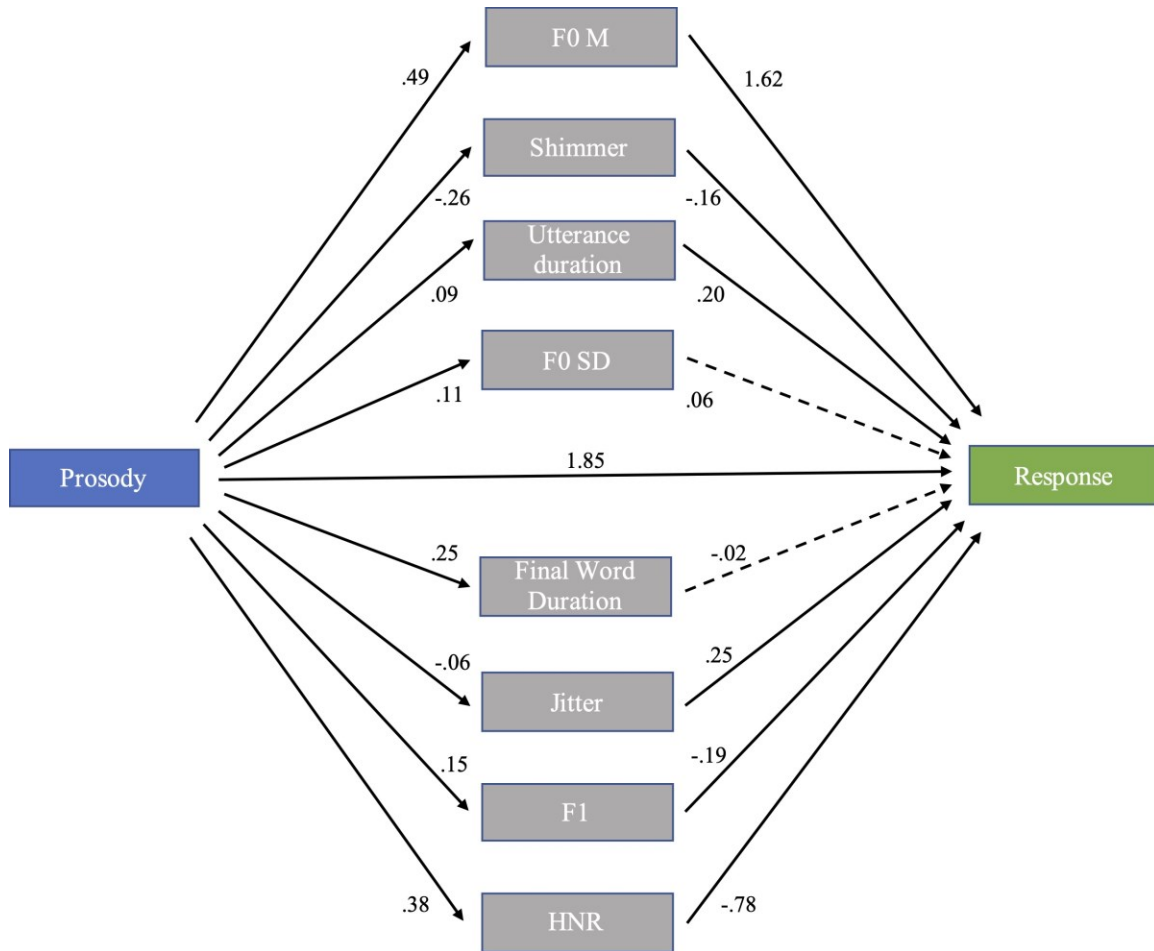 F0 M
.49
1.62
Shimmer
-.26
-.16
Utterance
duration
.09
.20
F0 SD
.11
.06
1.85
Prosody
Response
.25
Final Word
Duration
-.02
-.06
Jitter
.25
.15
F1
-.19
.38
HNR
-.78